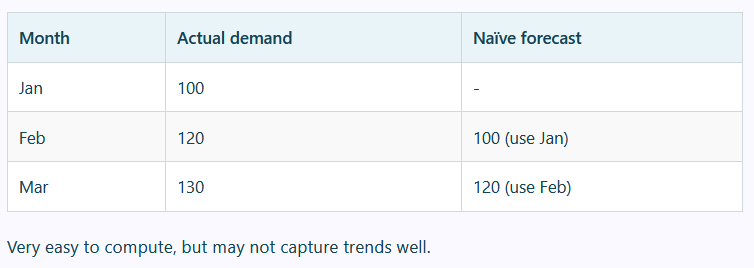 Month Actual demand Naïve forecast
Jan 100 -
Feb 120 100 (use Jan)
Mar 130 120 (use Feb)
Very easy to compute, but may not capture trends well.